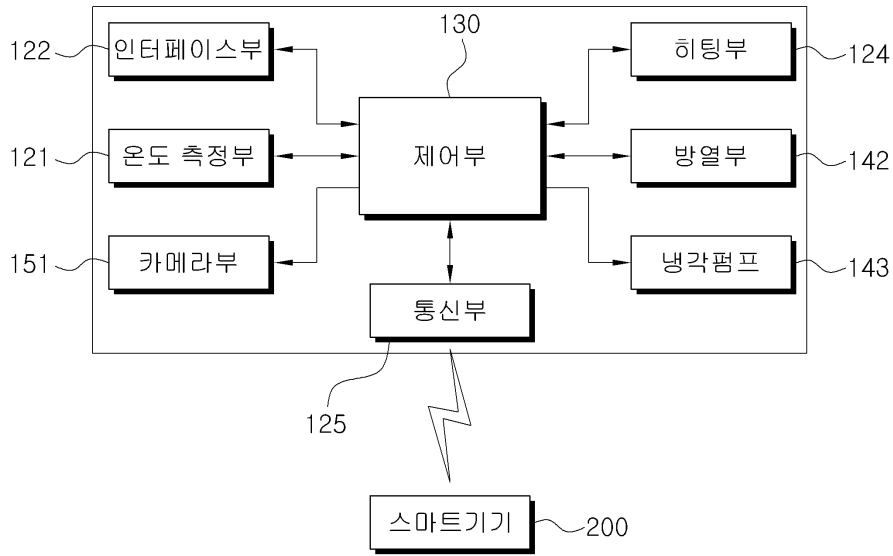 130
122
인터페이스부
히팅부
124
121
온도 측정부
제어부
방열부
142
151
카메라부
냉각펌프
143
통신부
125
스마트기기
200